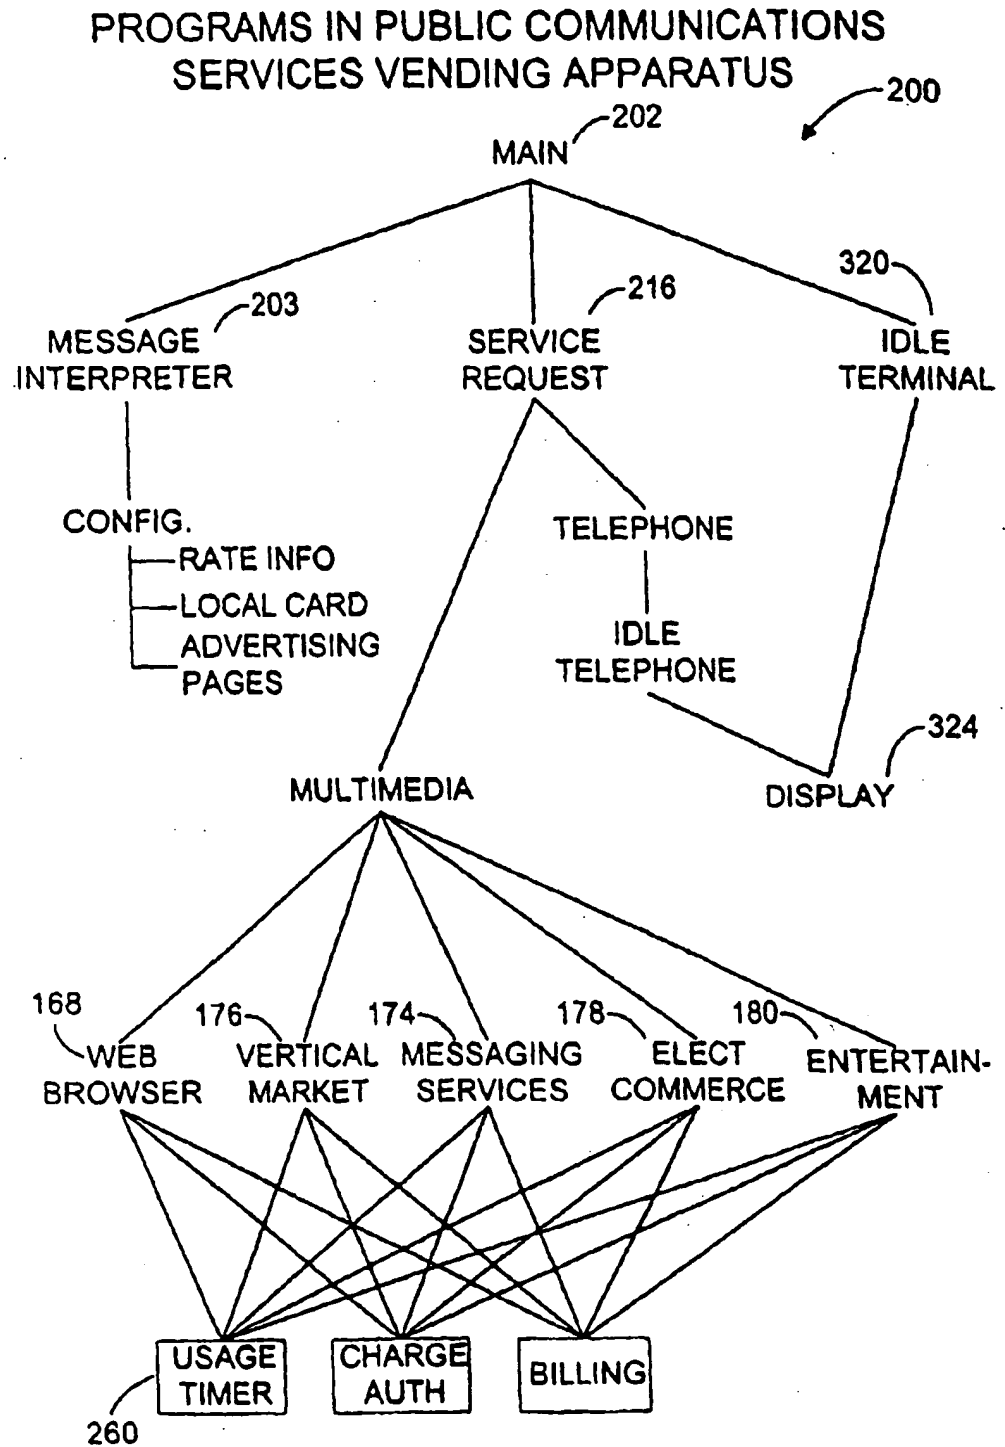 PROGRAMS IN PUBLIC COMMUNICATIONS
SERVICES VENDING APPARATUS
200
202
MAIN
320
203
216
MESSAGE
INTERPRETER
SERVICE
REQUEST
IDLE
TERMINAL
CONFIG.
RATE INFO
LOCAL CARD
ADVERTISING
PAGES
TELEPHONE
IDLE
TELEPHONE
324
MULTIMEDIA
DISPLAY
168
176
174
178
180
WEB
BROWSER
VERTICAL
MARKET
MESSAGING
SERVICES
ELECT
COMMERCE
ENTERTAIN-
MENT
USAGE
TIMER
CHARGE
AUTH
BILLING
260